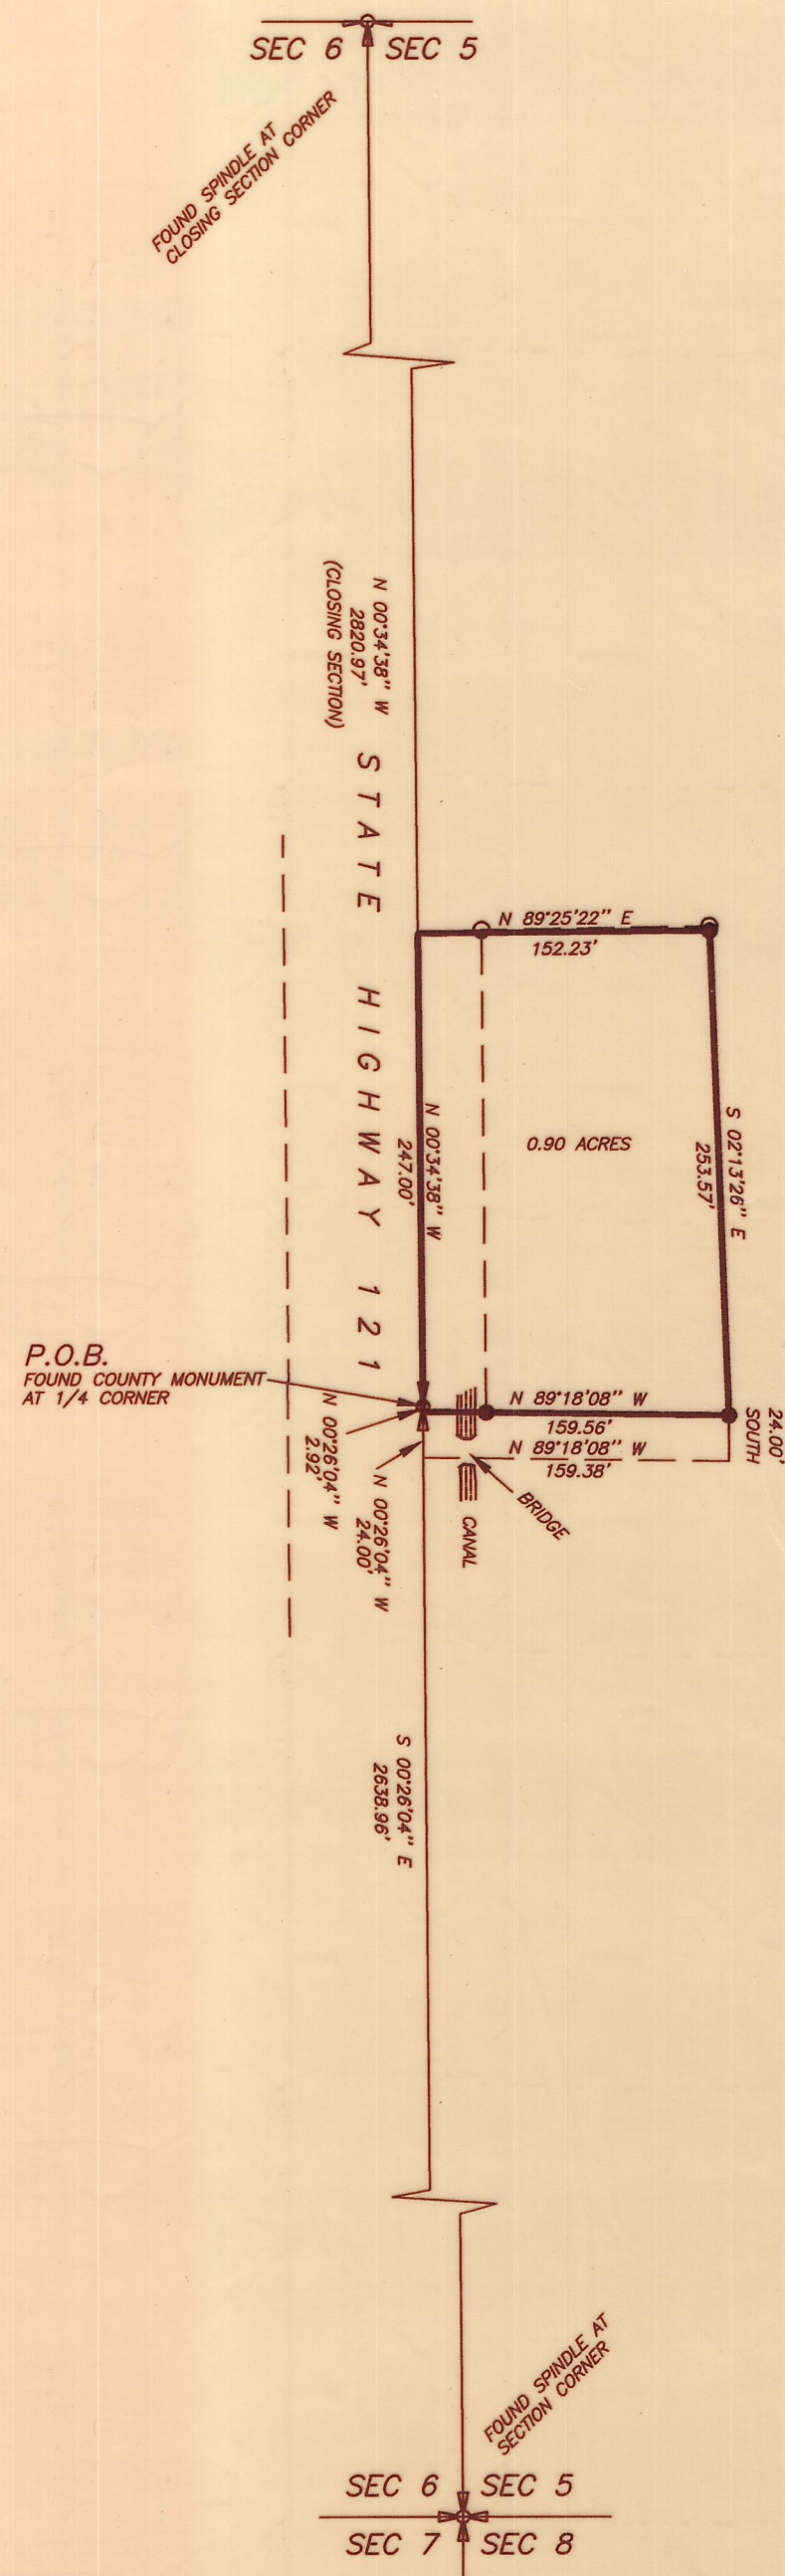 SEC 6 SEC 5
FOUND SPINDLE AT
CLOSING SECTION CORNER
N 00°34'38" W
2820.97'
(CLOSING SECTION)
STATE HIGHWAY 121
N 89°25'22" E
152.23'
N 00°34'38" W
247.00'
0.90 ACRES
S 02°13'26" E
253.57'
P.O.B.
FOUND COUNTY MONUMENT
AT 1/4 CORNER
N 89°18'08" W
159.56'
N 89°18'08" W
159.38'
24.00'
SOUTH
N 00°26'04" W
2.92'
N 00°26'04" W
24.00'
BRIDGE
CANAL
S 00°26'04" E
2638.96'
FOUND SPINDLE AT
SECTION CORNER
SEC 6 SEC 5
SEC 7 SEC 8